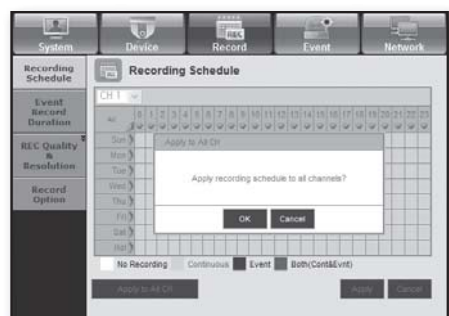 System Device Record Event Network
Recording
Schedule
Event
Record
Duration
REC Quality
&
Resolution
Record
Option
Recording Schedule
CH 1
All 0 1 2 3 4 5 6 7 8 9 10 11 12 13 14 15 16 17 18 19 20 21 22 23
Sun
Mon
Tue
Wed
Thu
Fri
Sat
Hol
Apply to All CH
Apply recording schedule to all channels?
OK Cancel
No Recording Continuous Event Both(Cont&Evnt)
Apply to All CH Apply Cancel